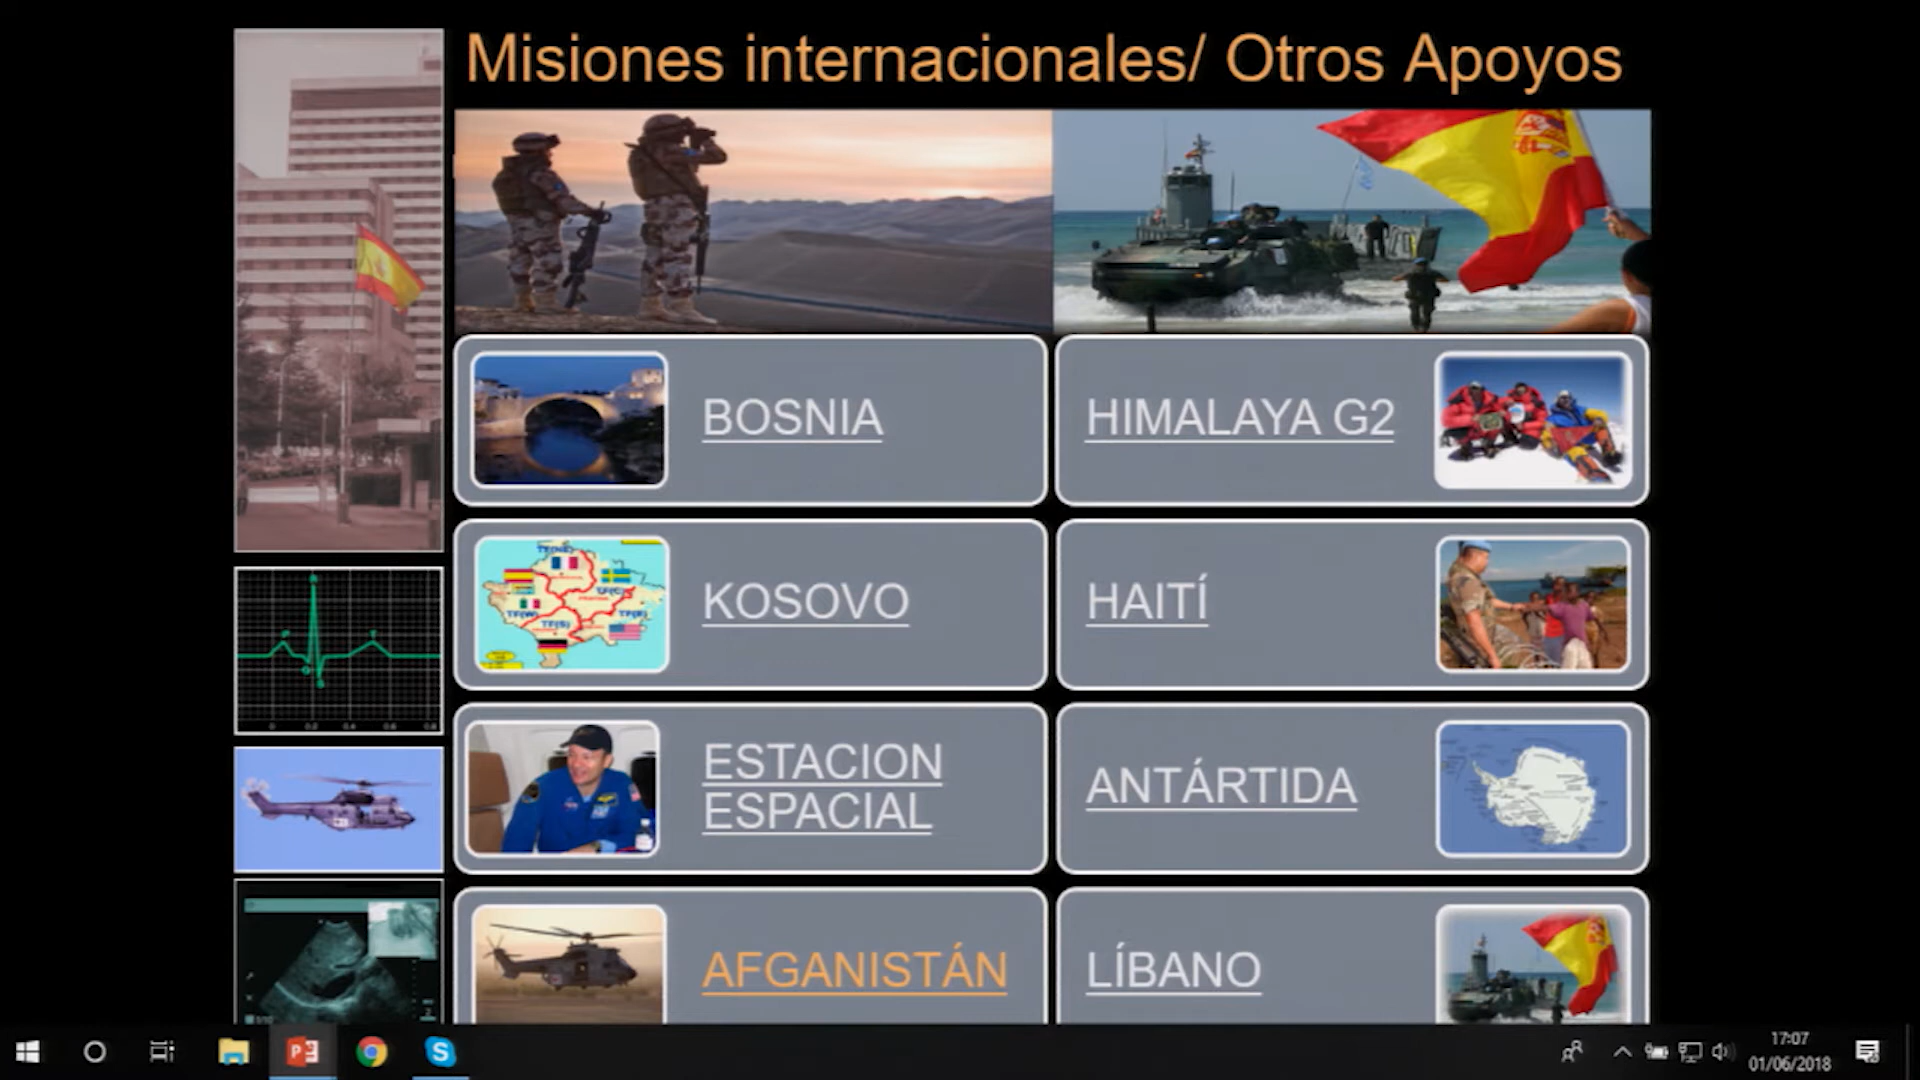 Misiones internacionales/ Otros Apoyos
BOSNIA
HIMALAYA G2
KOSOVO
HAITÍ
ESTACION
ESPACIAL
ANTÁRTIDA
AFGANISTÁN
LÍBANO
17:07
01/06/2018